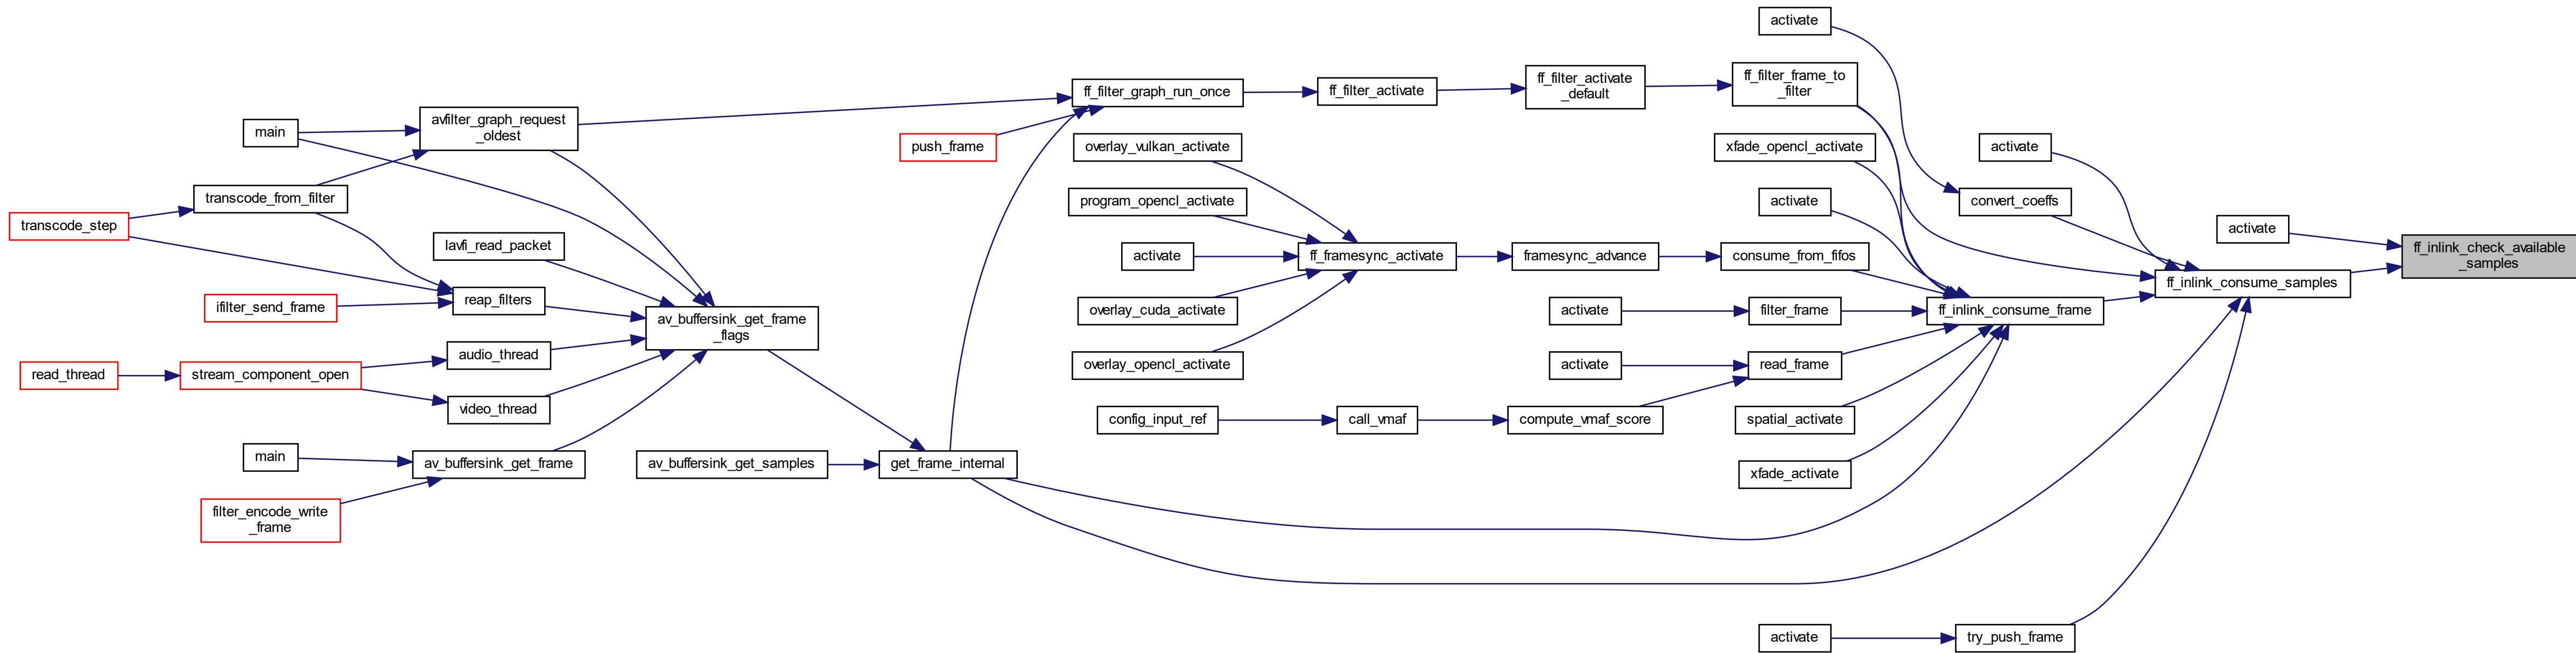 activate
ff_filter_graph_run_once
ff_filter_activate
ff_filter_activate
_default
ff_filter_frame_to
_filter
avfilter_graph_request
_oldest
main
push_frame
overlay_vulkan_activate
xfade_opencl_activate
activate
transcode_from_filter
transcode_step
program_opencl_activate
activate
convert_coeffs
activate
lavfi_read_packet
activate
ff_framesync_activate
framesync_advance
consume_from_fifos
ff_inlink_check_available
_samples
ff_inlink_consume_samples
ifilter_send_frame
reap_filters
av_buffersink_get_frame
_flags
overlay_cuda_activate
activate
filter_frame
ff_inlink_consume_frame
read_thread
stream_component_open
audio_thread
overlay_opencl_activate
activate
read_frame
video_thread
config_input_ref
call_vmaf
compute_vmaf_score
spatial_activate
main
av_buffersink_get_frame
av_buffersink_get_samples
get_frame_internal
xfade_activate
filter_encode_write
_frame
activate
try_push_frame